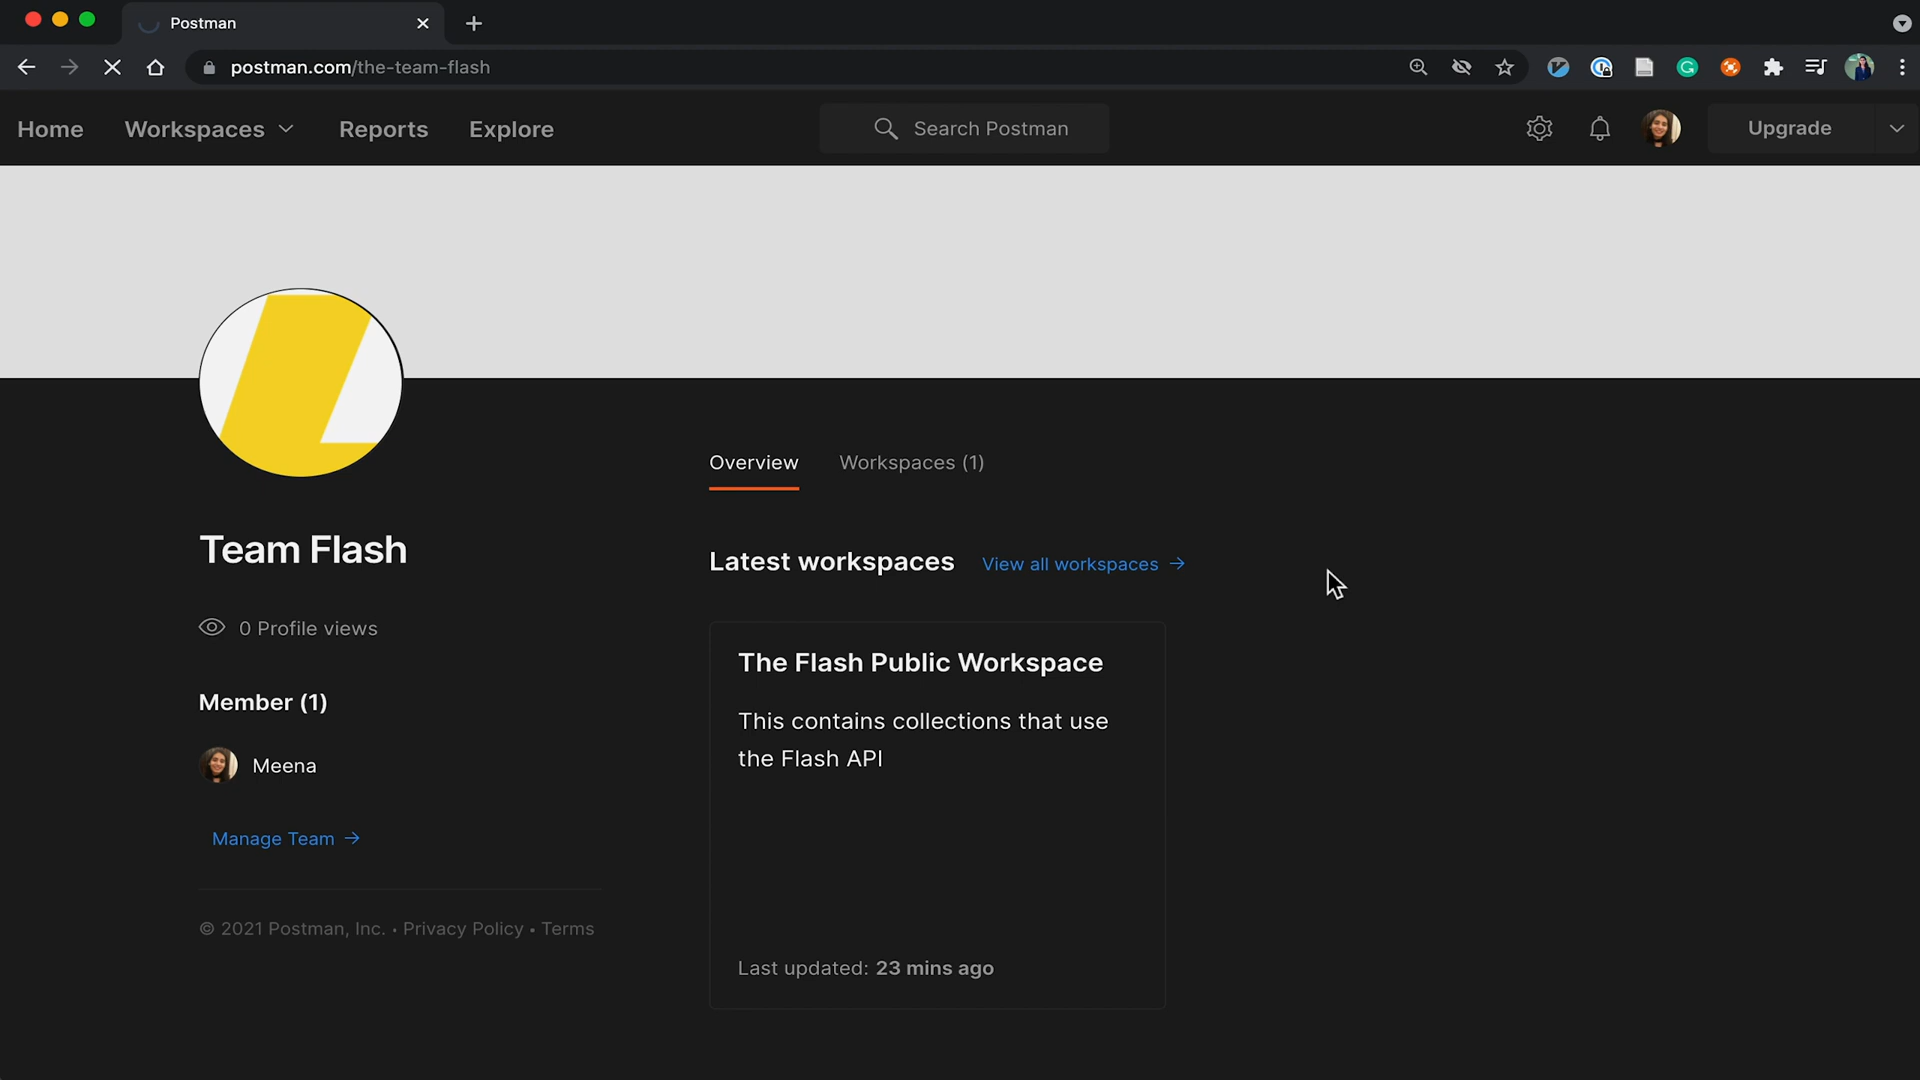 Postman
postman.com/the-team-flash
Home Workspaces Reports Explore Search Postman Upgrade
Overview Workspaces (1)
Team Flash
0 Profile views
Member (1)
Meena
Manage Team →
© 2021 Postman, Inc. • Privacy Policy • Terms
Latest workspaces View all workspaces →
The Flash Public Workspace
This contains collections that use
the Flash API
Last updated: 23 mins ago